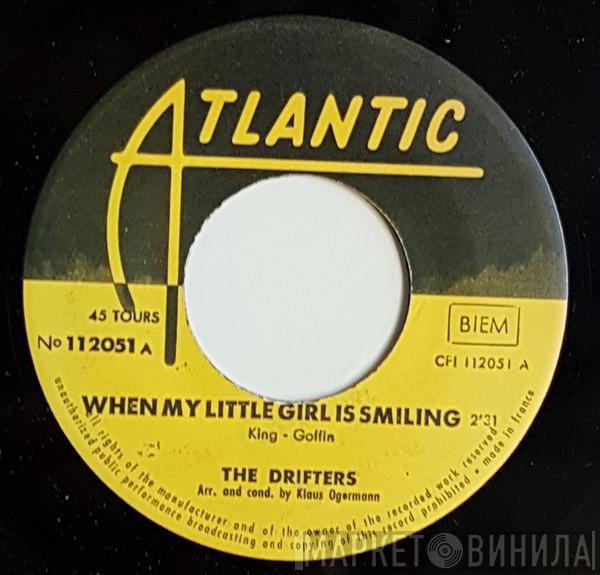 ATLANTIC
45 TOURS
No 112051 A
BIEM
CFI 112051 A
WHEN MY LITTLE GIRL IS SMILING 2'31
King - Goffin
THE DRIFTERS
Arr. and cond. by Klaus Ogermann
all rights of the manufacturer and of the owner of the recorded work reserved
unauthorized public performance broadcasting and copying of this record prohibited • made in france
МАРКЕТ ВИНИЛА